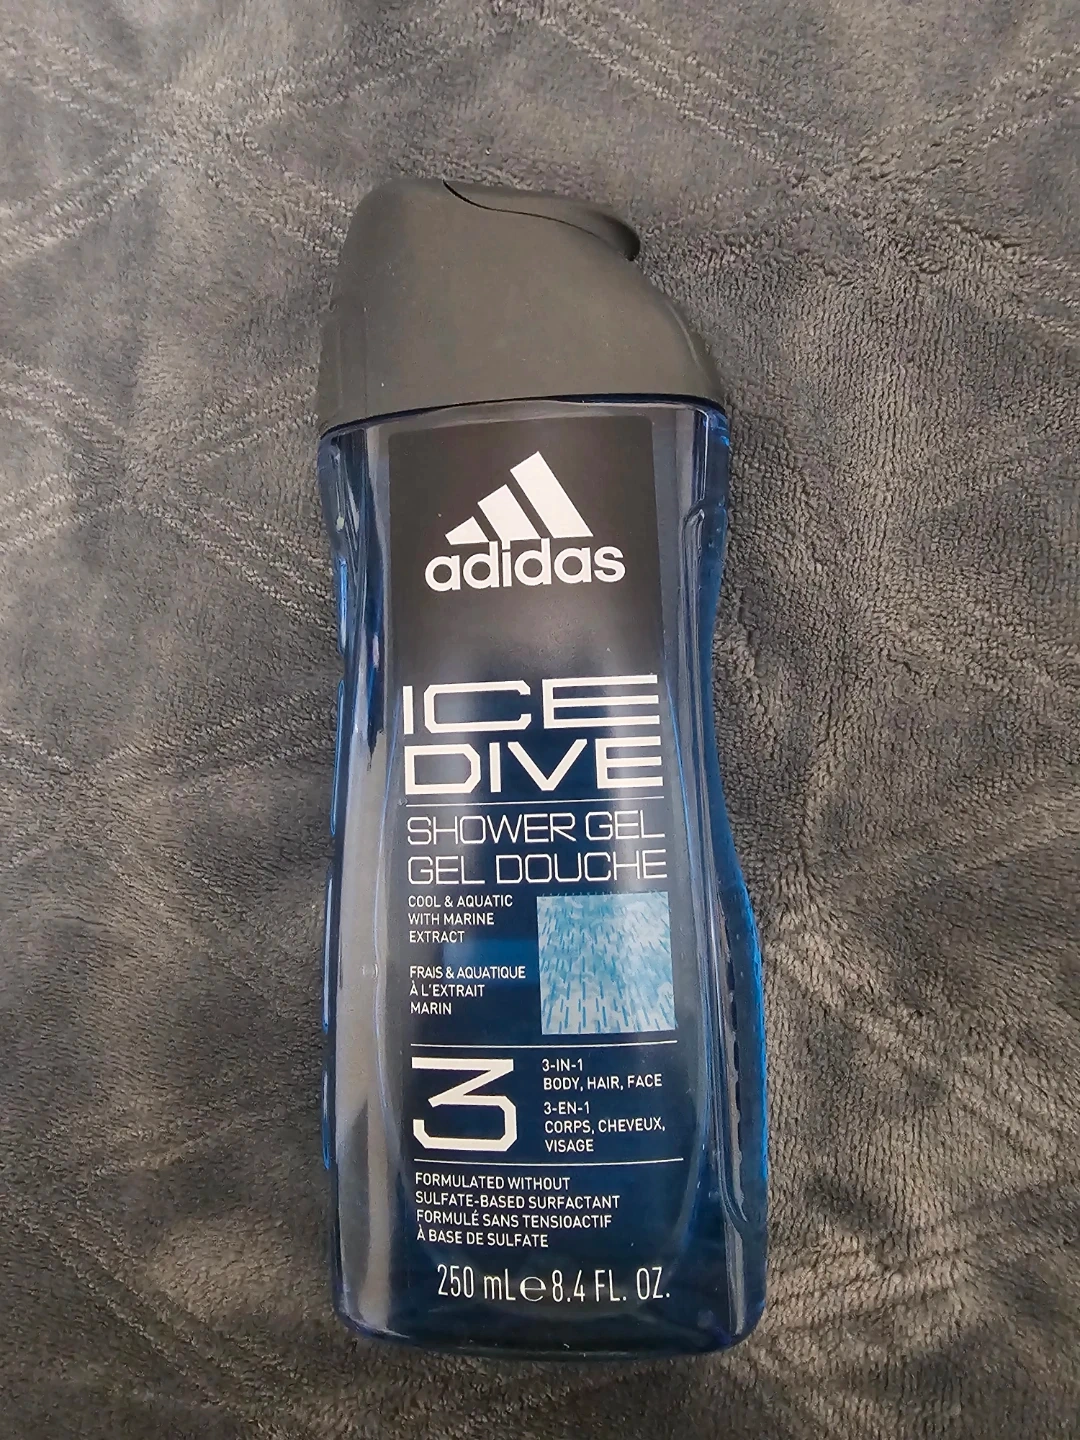 adidas
ICE
DIVE
SHOWER GEL
GEL DOUCHE
COOL & AQUATIC
WITH MARINE
EXTRACT
FRAIS & AQUATIQUE
À L'EXTRAIT
MARIN
3
3-IN-1
BODY, HAIR, FACE
3-EN-1
CORPS, CHEVEUX,
VISAGE
FORMULATED WITHOUT
SULFATE-BASED SURFACTANT
FORMULÉ SANS TENSIOACTIF
À BASE DE SULFATE
250 mL e 8.4 FL. OZ.